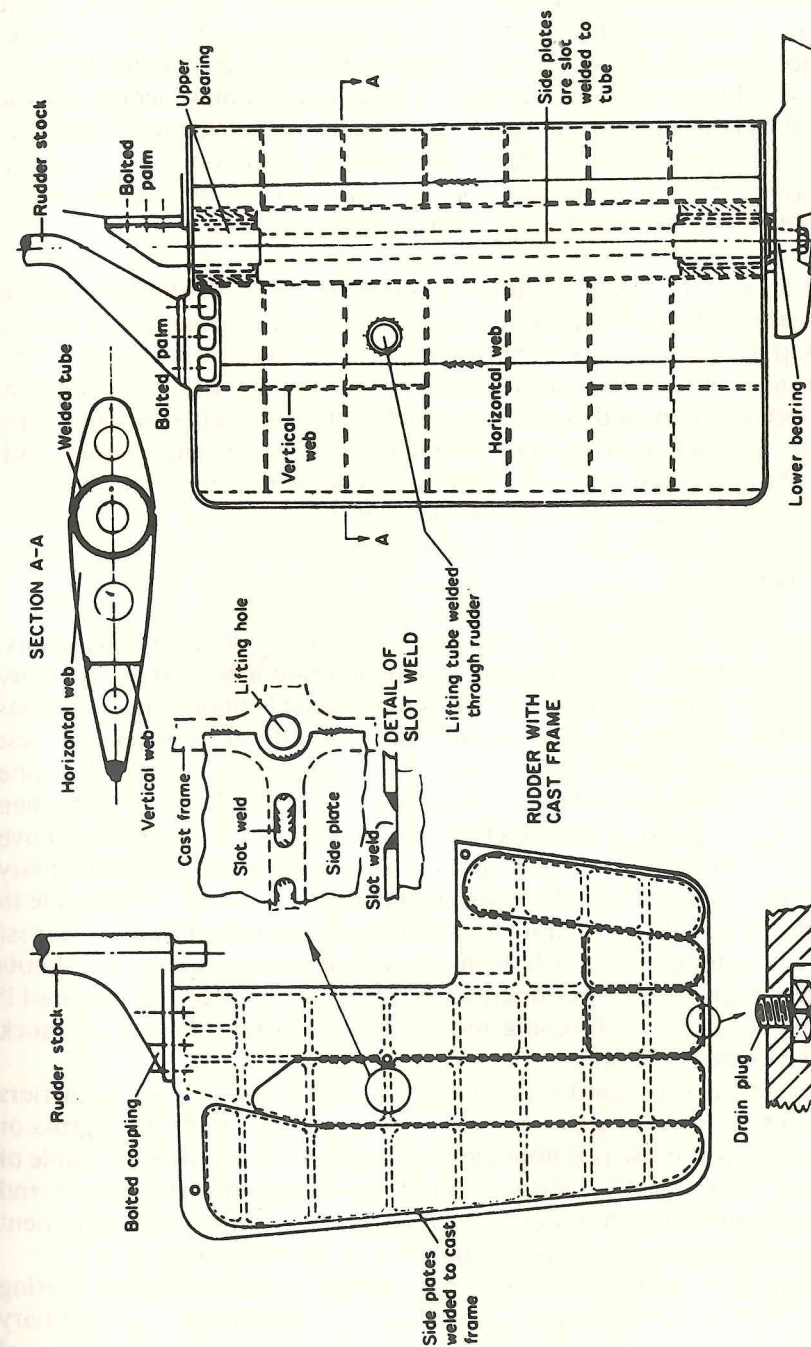 Rudder stock
Bolted
palm
Upper
bearing
A
Side plates
are slot
welded to
tube
Bolted palm
Vertical
web
Horizontal web
A
Lower bearing
Lifting tube welded
through rudder
SECTION A-A
Welded tube
Horizontal web
Vertical web
Cast frame
Lifting hole
Slot weld
Side plate
Slot weld
DETAIL OF
SLOT WELD
RUDDER WITH
CAST FRAME
Rudder stock
Bolted coupling
Side plates
welded to cast
frame
Drain plug